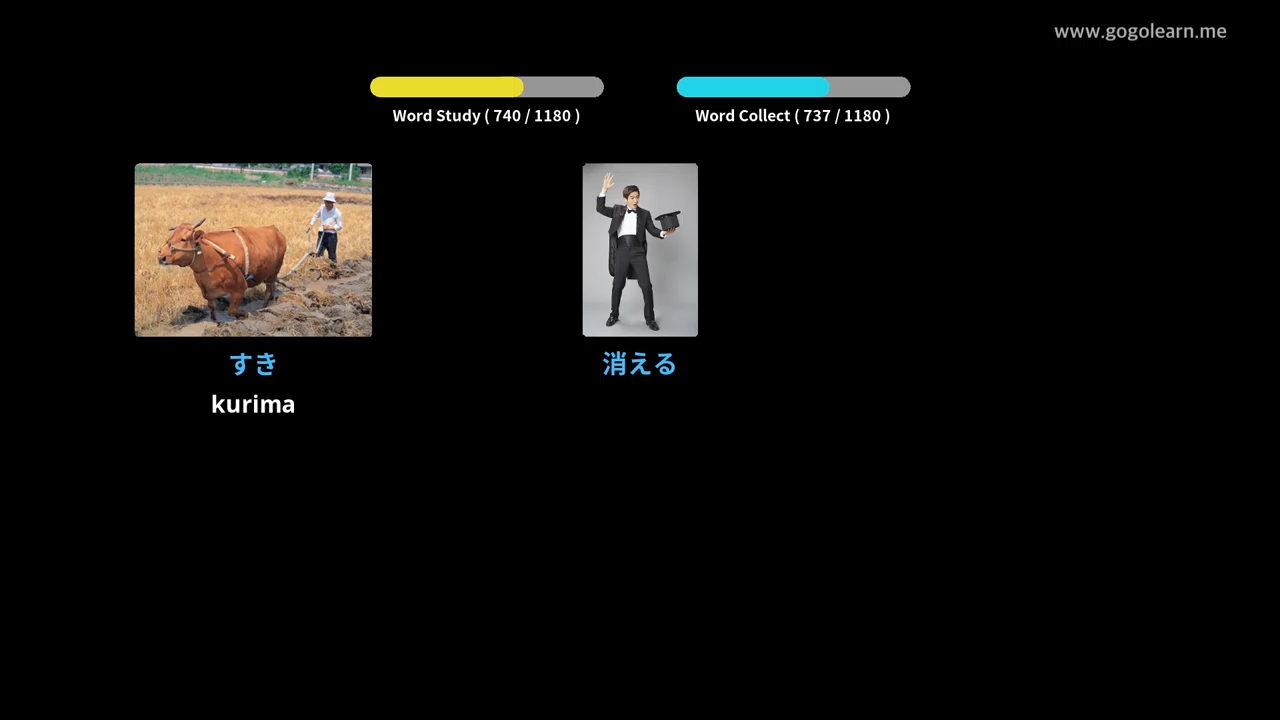 www.gogolearn.me
Word Study ( 740 / 1180 )
Word Collect ( 737 / 1180 )
すき
消える
kurima